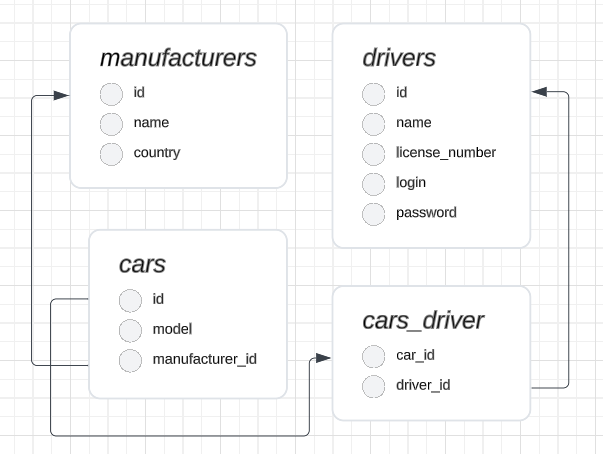 manufacturers
id
name
country
drivers
id
name
license_number
login
password
cars
id
model
manufacturer_id
cars_driver
car_id
driver_id